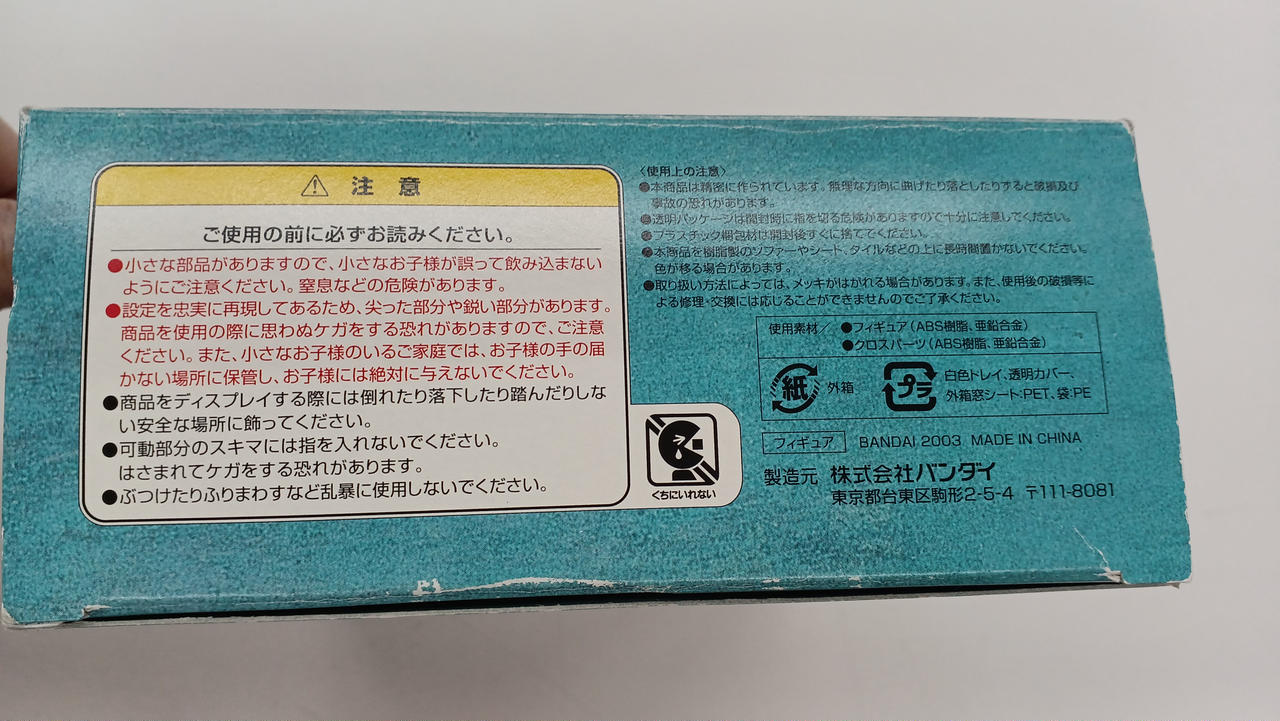 ⚠ 注 意
ご使用の前に必ずお読みください。
●小さな部品がありますので、小さなお子様が誤って飲み込まない
ようにご注意ください。窒息などの危険があります。
●設定を忠実に再現してあるため、尖った部分や鋭い部分があります。
商品を使用の際に思わぬケガをする恐れがありますので、ご注意
ください。また、小さなお子様のいるご家庭では、お子様の手の届
かない場所に保管し、お子様には絶対に与えないでください。
●商品をディスプレイする際には倒れたり落下したり踏んだりしな
い安全な場所に飾ってください。
●可動部分のスキマには指を入れないでください。
はさまれてケガをする恐れがあります。
●ぶつけたりふりまわすなど乱暴に使用しないでください。
くちにいれない
〈使用上の注意〉
●本商品は精密に作られています。無理な方向に曲げたり落としたりすると破損及び
事故の恐れがあります。
●透明パッケージは開封時に指を切る危険がありますので十分に注意してください。
●プラスチック梱包材は開封後すぐに捨ててください。
●本商品を樹脂製のソファーやシート、タイルなどの上に長時間置かないでください。
色が移る場合があります。
●取り扱い方法によっては、メッキがはがれる場合があります。また、使用後の破損等に
よる修理・交換には応じることができませんのでご了承ください。
使用素材／ ●フィギュア（ABS樹脂、亜鉛合金）
●クロスパーツ（ABS樹脂、亜鉛合金）
紙 外箱 プラ 白色トレイ、透明カバー、
外箱窓シート:PET、袋:PE
フィギュア BANDAI 2003 MADE IN CHINA
製造元 株式会社バンダイ
東京都台東区駒形2-5-4 〒111-8081